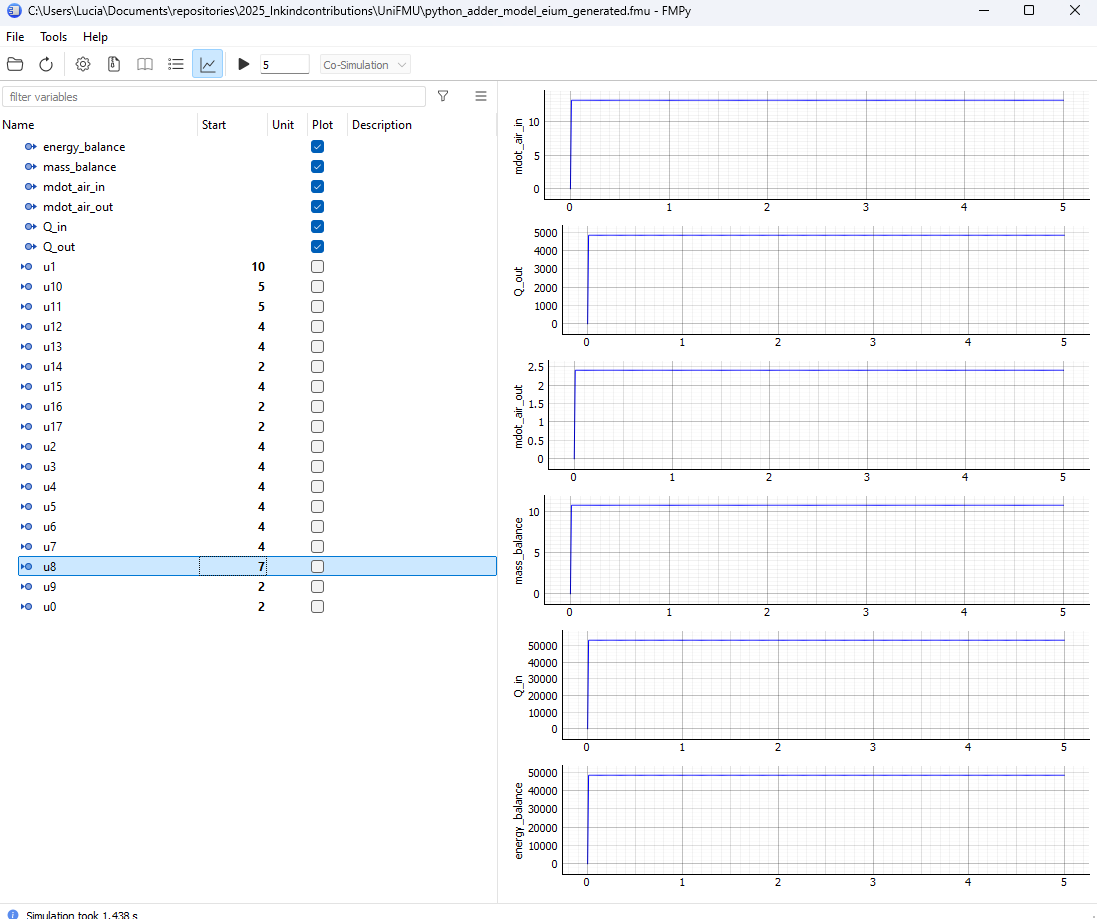 C:\Users\Lucia\Documents\repositories\2025_Inkindcontributions\UniFMU\python_adder_model_eium_generated.fmu - FMPy
File Tools Help
5 Co-Simulation
filter variables
Name Start Unit Plot Description
energy_balance
mass_balance
mdot_air_in
mdot_air_out
Q_in
Q_out
u1 10
u10 5
u11 5
u12 4
u13 4
u14 2
u15 4
u16 2
u17 2
u2 4
u3 4
u4 4
u5 4
u6 4
u7 4
u8 7
u9 2
u0 2
mdot_air_in
10
5
0
0 1 2 3 4 5
Q_out
5000
4000
3000
2000
1000
0
0 1 2 3 4 5
mdot_air_out
2.5
2
1.5
1
0.5
0
0 1 2 3 4 5
mass_balance
10
5
0
0 1 2 3 4 5
Q_in
50000
40000
30000
20000
10000
0
0 1 2 3 4 5
energy_balance
50000
40000
30000
20000
10000
0
0 1 2 3 4 5
Simulation took 1.438 s